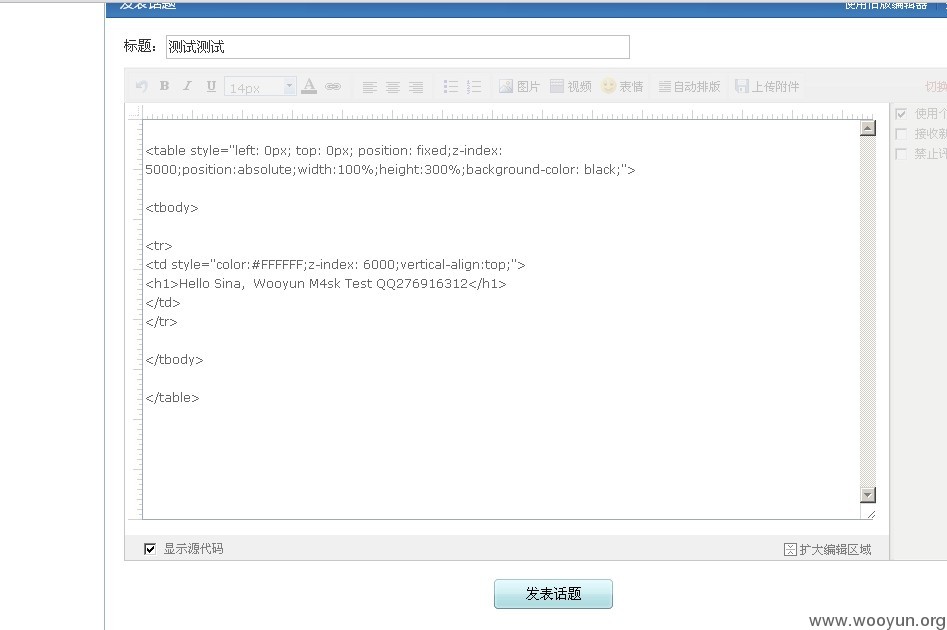 发表话题 使用旧版编辑器
标题： 测试测试
B I U 14px A 图片 视频 表情 自动排版 上传附件 切换
使用个
接收新
禁止评
<table style="left: 0px; top: 0px; position: fixed;z-index:
5000;position:absolute;width:100%;height:300%;background-color: black;">
<tbody>
<tr>
<td style="color:#FFFFFF;z-index: 6000;vertical-align:top;">
<h1>Hello Sina，Wooyun M4sk Test QQ276916312</h1>
</td>
</tr>
</tbody>
</table>
显示源代码 扩大编辑区域
发表话题
www.wooyun.org